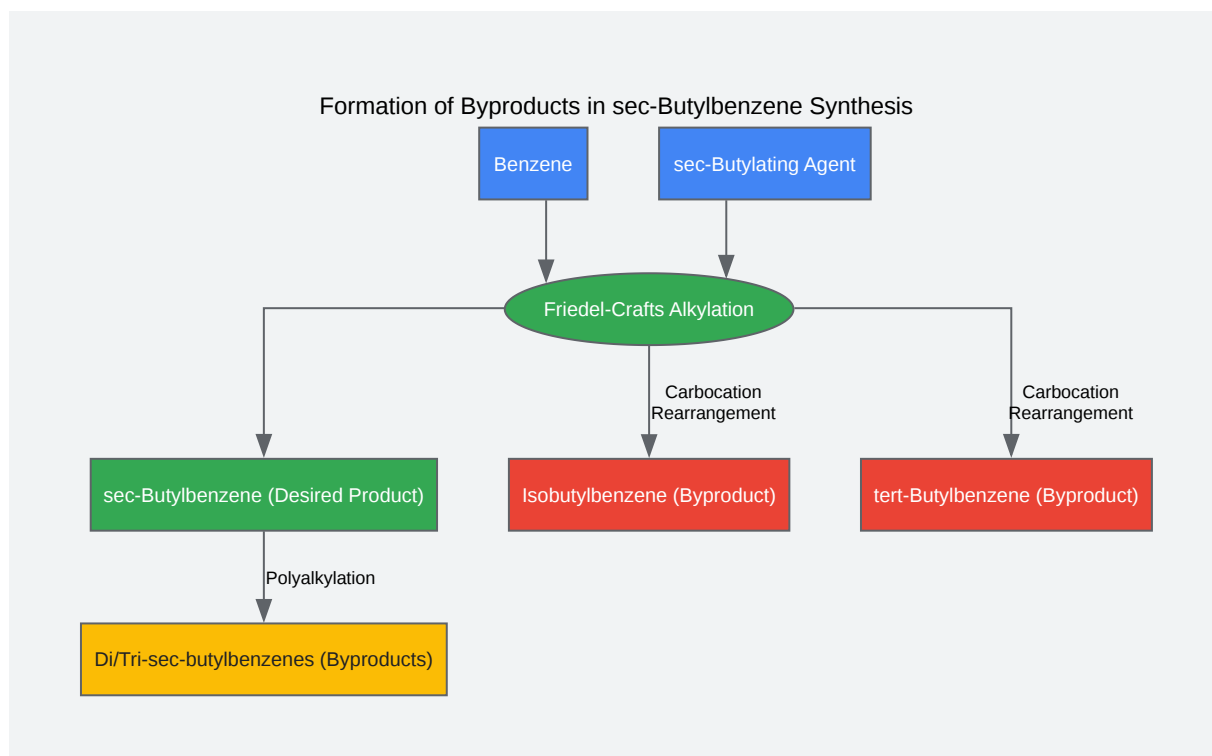 Formation of Byproducts in sec-Butylbenzene Synthesis
Benzene
sec-Butylating Agent
Friedel-Crafts Alkylation
Carbocation
Rearrangement
Carbocation
Rearrangement
sec-Butylbenzene (Desired Product)
Isobutylbenzene (Byproduct)
tert-Butylbenzene (Byproduct)
Polyalkylation
Di/Tri-sec-butylbenzenes (Byproducts)